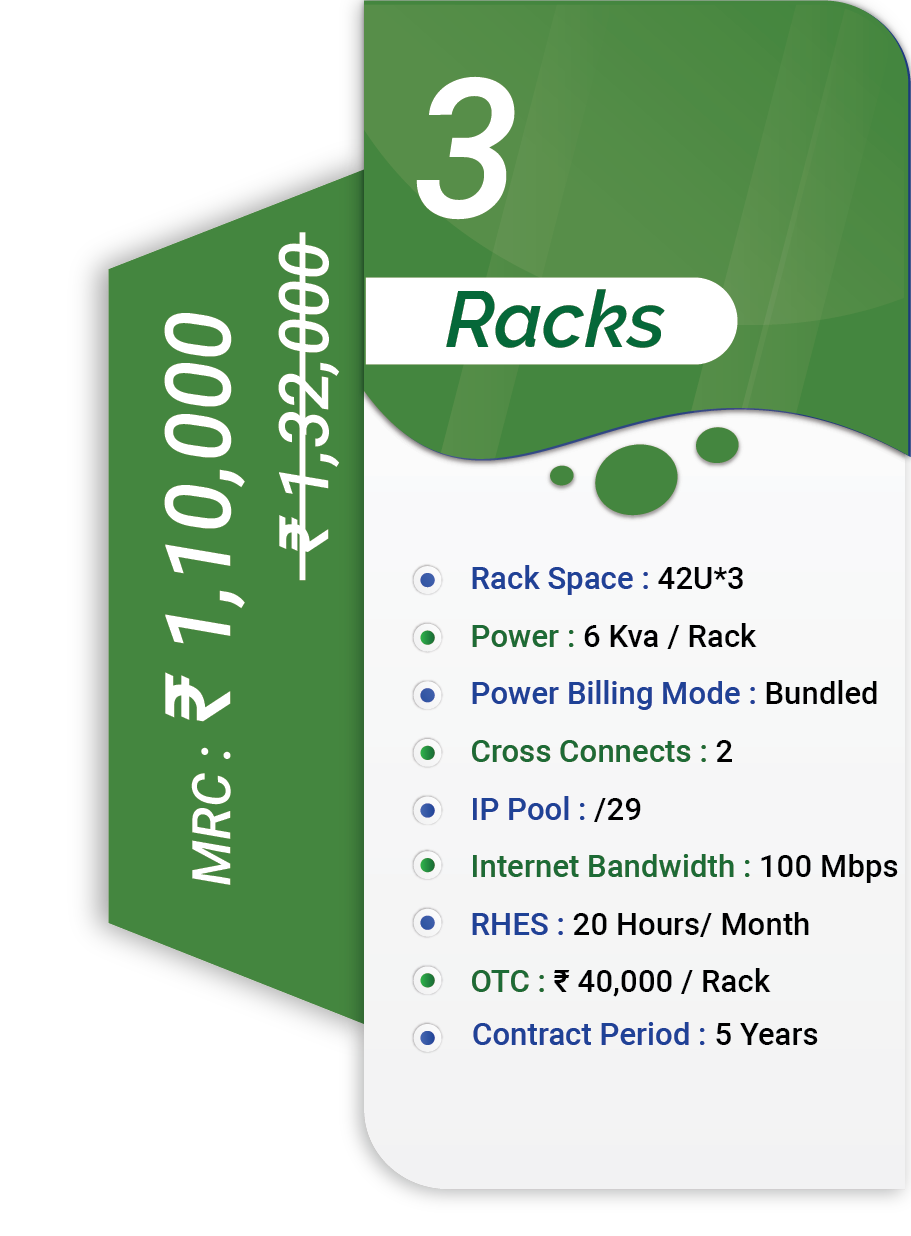 3
Racks
MRC : ₹ 1,10,000
₹ 1,32,000
Rack Space : 42U*3
Power : 6 Kva / Rack
Power Billing Mode : Bundled
Cross Connects : 2
IP Pool : /29
Internet Bandwidth : 100 Mbps
RHES : 20 Hours/ Month
OTC : ₹ 40,000 / Rack
Contract Period : 5 Years